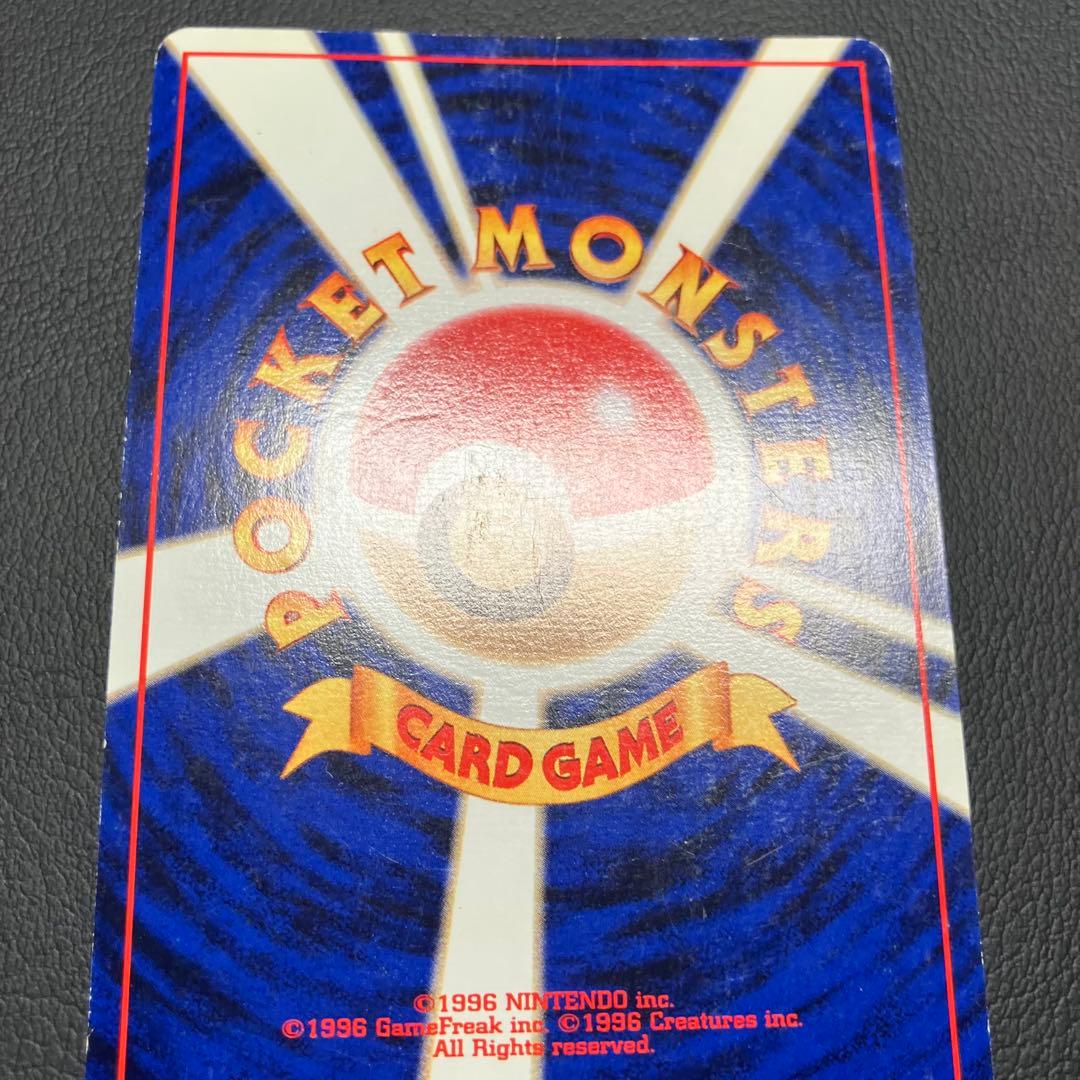 POCKET MONSTERS
CARD GAME
©1996 NINTENDO inc.
©1996 GameFreak inc. ©1996 Creatures inc.
All Rights reserved.